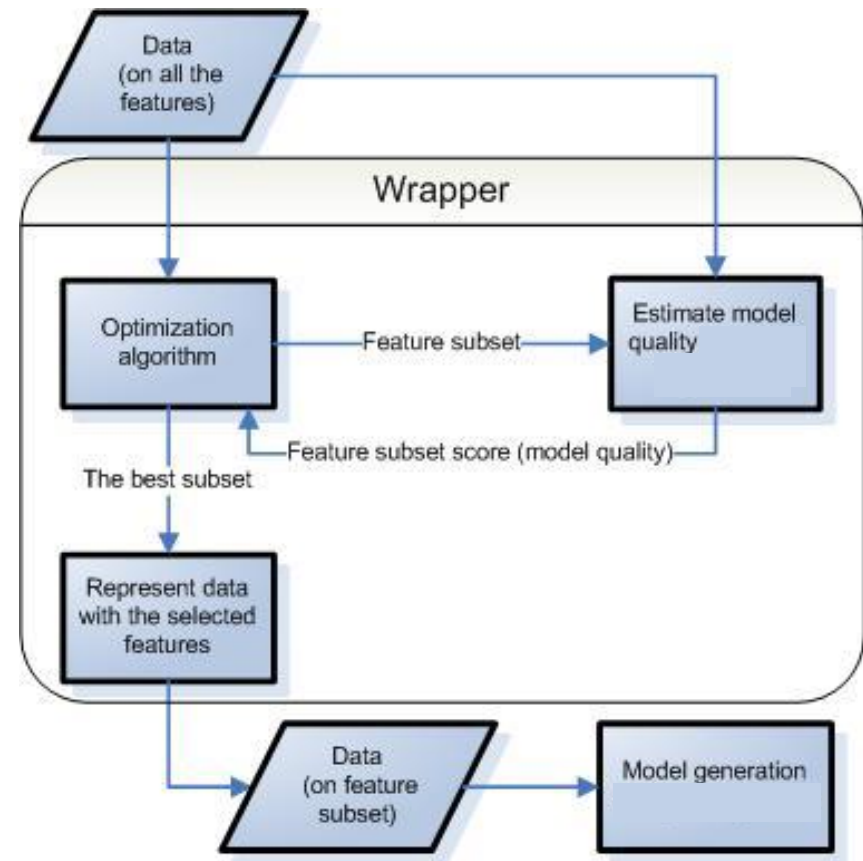 Data
(on all the
features)
Wrapper
Optimization
algorithm
Feature subset
Estimate model
quality
Feature subset score (model quality)
The best subset
Represent data
with the selected
features
Data
(on feature
subset)
Model generation